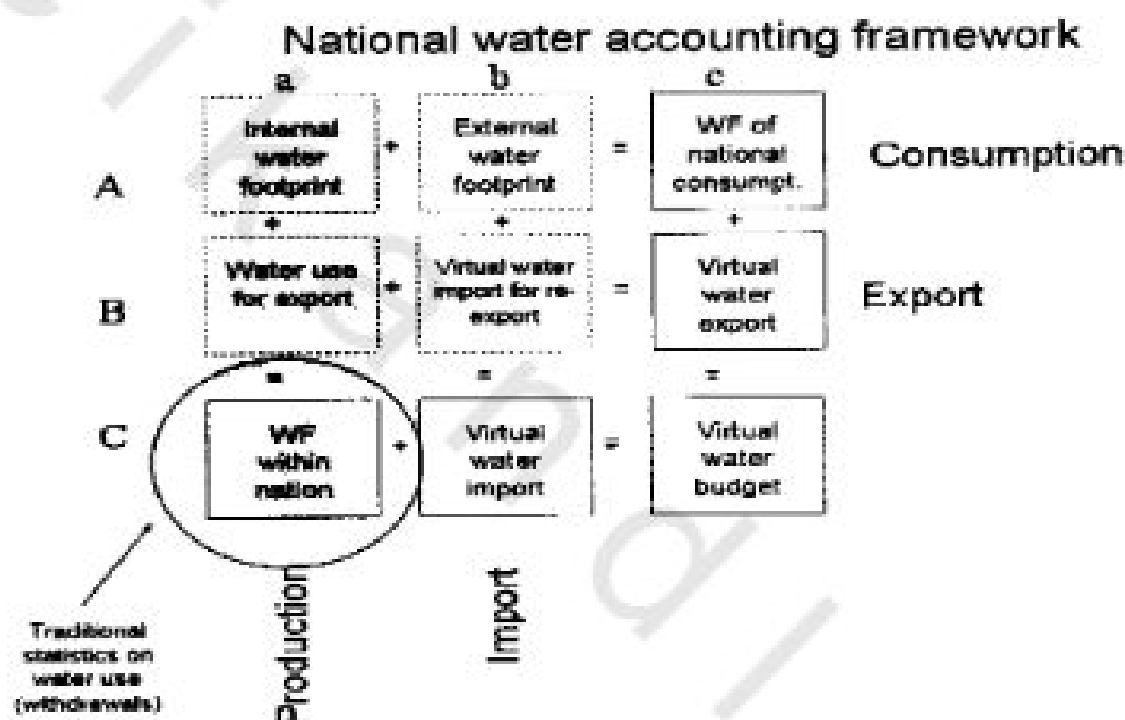 National water accounting framework
a b c
Internal
water
footprint
+
External
water
footprint
=
WF of
national
consumpt.
Consumption
A
+ + +
Water use
for export
+
Virtual water
import for re-
export
=
Virtual
water
export
Export
B
= = =
C
WF
within
nation
+
Virtual
water
import
=
Virtual
water
budget
Production
Import
Traditional
statistics on
water use
(withdrawals)